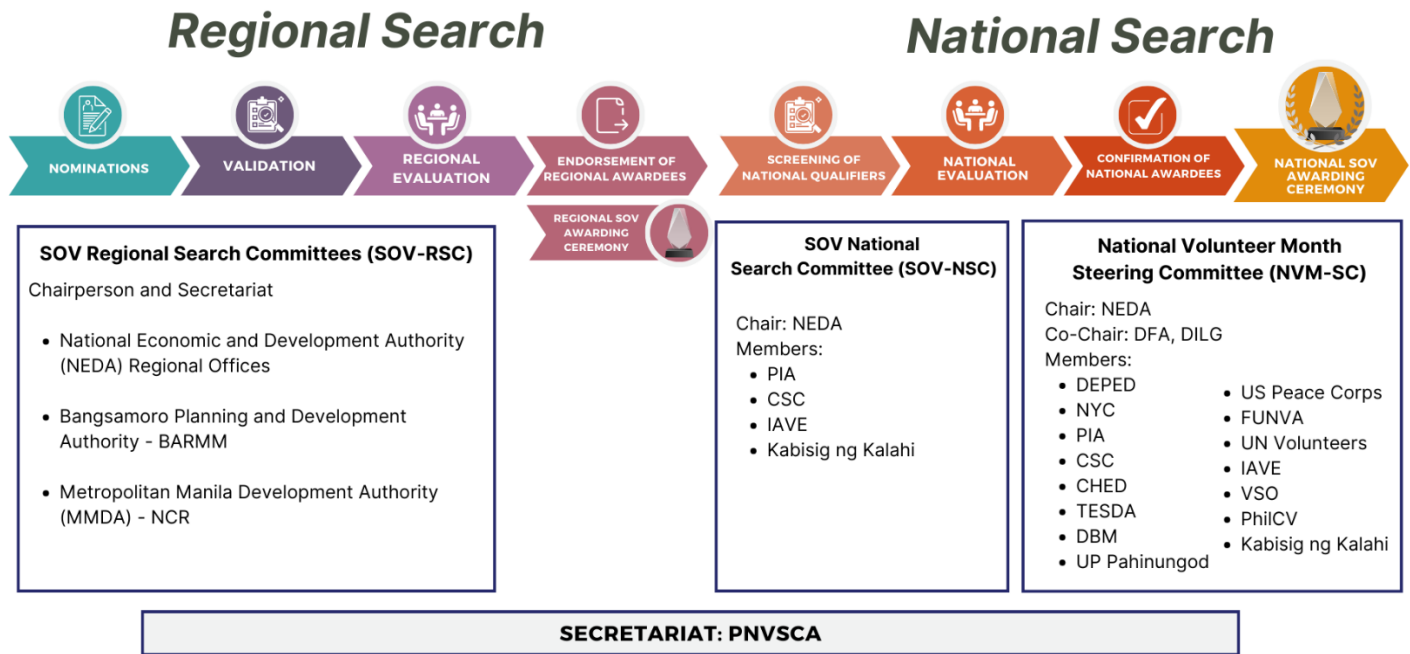 Regional Search
National Search
NOMINATIONS
VALIDATION
REGIONAL
EVALUATION
ENDORSEMENT OF
REGIONAL AWARDEES
SCREENING OF
NATIONAL QUALIFIERS
NATIONAL
EVALUATION
CONFIRMATION OF
NATIONAL AWARDEES
NATIONAL SOV
AWARDING
CEREMONY
REGIONAL SOV
AWARDING
CEREMONY
SOV Regional Search Committees (SOV-RSC)
Chairperson and Secretariat
• National Economic and Development Authority
(NEDA) Regional Offices
• Bangsamoro Planning and Development
Authority - BARMM
• Metropolitan Manila Development Authority
(MMDA) - NCR
SOV National
Search Committee (SOV-NSC)
Chair: NEDA
Members:
• PIA
• CSC
• IAVE
• Kabisig ng Kalahi
National Volunteer Month
Steering Committee (NVM-SC)
Chair: NEDA
Co-Chair: DFA, DILG
Members:
• DEPED
• NYC
• PIA
• CSC
• CHED
• TESDA
• DBM
• UP Pahinungod
• US Peace Corps
• FUNVA
• UN Volunteers
• IAVE
• VSO
• PhilCV
• Kabisig ng Kalahi
SECRETARIAT: PNVSCA